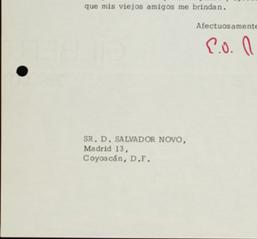 que mis viejos amigos me brindan.
Afectuosamente
SR. D. SALVADOR NOVO,
Madrid 13,
Coyoacán, D.F.